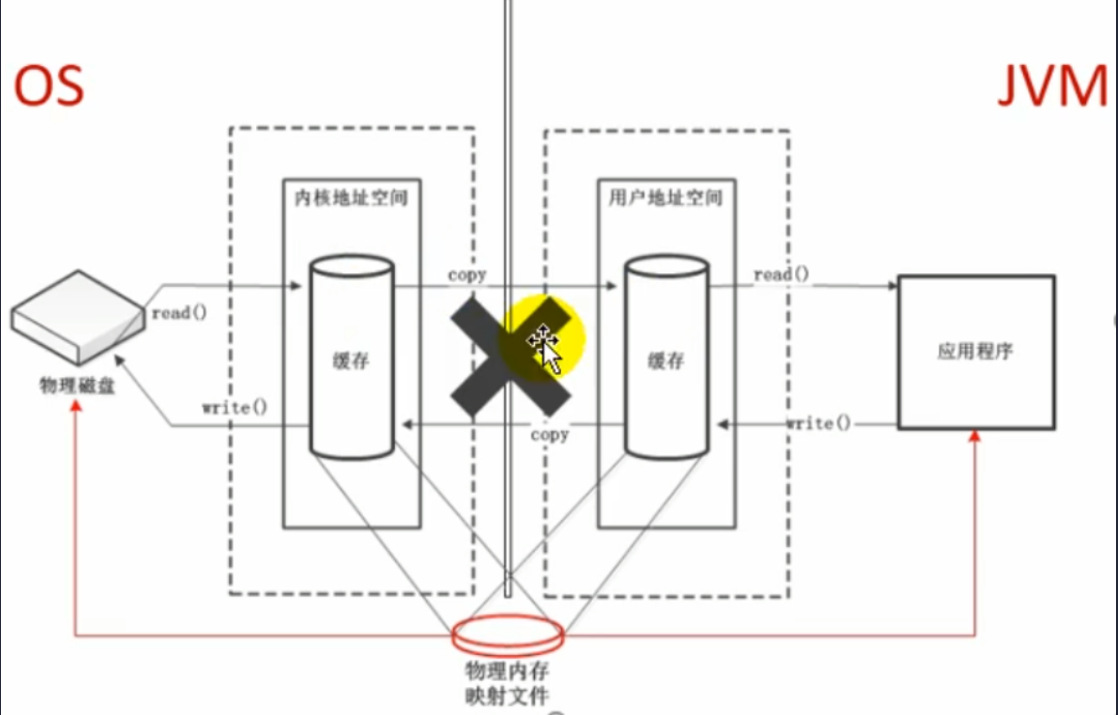 OS
JVM
内核地址空间
用户地址空间
copy
read()
read()
缓存
缓存
应用程序
物理磁盘
write()
copy
write()
物理内存
映射文件